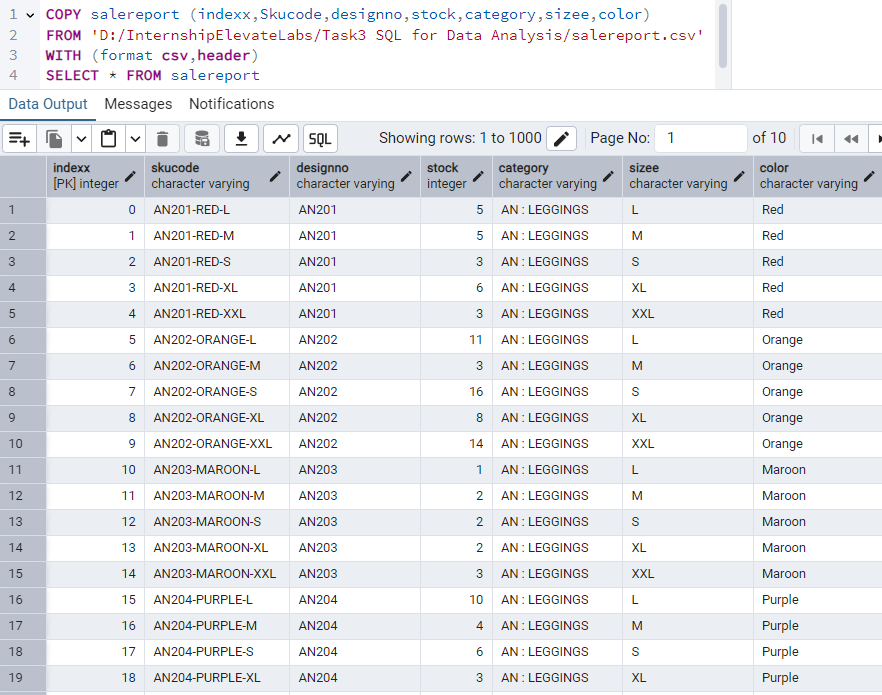 1 COPY salereport (indexx,Skucode,designno,stock,category,sizee,color)
2 FROM 'D:/InternshipElevateLabs/Task3 SQL for Data Analysis/salereport.csv'
3 WITH (format csv,header)
4 SELECT * FROM salereport
Data Output Messages Notifications
SQL Showing rows: 1 to 1000 Page No: 1 of 10
indexx skucode designno stock category sizee color
[PK] integer character varying character varying integer character varying character varying character varying
1 0 AN201-RED-L AN201 5 AN : LEGGINGS L Red
2 1 AN201-RED-M AN201 5 AN : LEGGINGS M Red
3 2 AN201-RED-S AN201 3 AN : LEGGINGS S Red
4 3 AN201-RED-XL AN201 6 AN : LEGGINGS XL Red
5 4 AN201-RED-XXL AN201 3 AN : LEGGINGS XXL Red
6 5 AN202-ORANGE-L AN202 11 AN : LEGGINGS L Orange
7 6 AN202-ORANGE-M AN202 3 AN : LEGGINGS M Orange
8 7 AN202-ORANGE-S AN202 16 AN : LEGGINGS S Orange
9 8 AN202-ORANGE-XL AN202 8 AN : LEGGINGS XL Orange
10 9 AN202-ORANGE-XXL AN202 14 AN : LEGGINGS XXL Orange
11 10 AN203-MAROON-L AN203 1 AN : LEGGINGS L Maroon
12 11 AN203-MAROON-M AN203 2 AN : LEGGINGS M Maroon
13 12 AN203-MAROON-S AN203 2 AN : LEGGINGS S Maroon
14 13 AN203-MAROON-XL AN203 2 AN : LEGGINGS XL Maroon
15 14 AN203-MAROON-XXL AN203 3 AN : LEGGINGS XXL Maroon
16 15 AN204-PURPLE-L AN204 10 AN : LEGGINGS L Purple
17 16 AN204-PURPLE-M AN204 4 AN : LEGGINGS M Purple
18 17 AN204-PURPLE-S AN204 6 AN : LEGGINGS S Purple
19 18 AN204-PURPLE-XL AN204 3 AN : LEGGINGS XL Purple